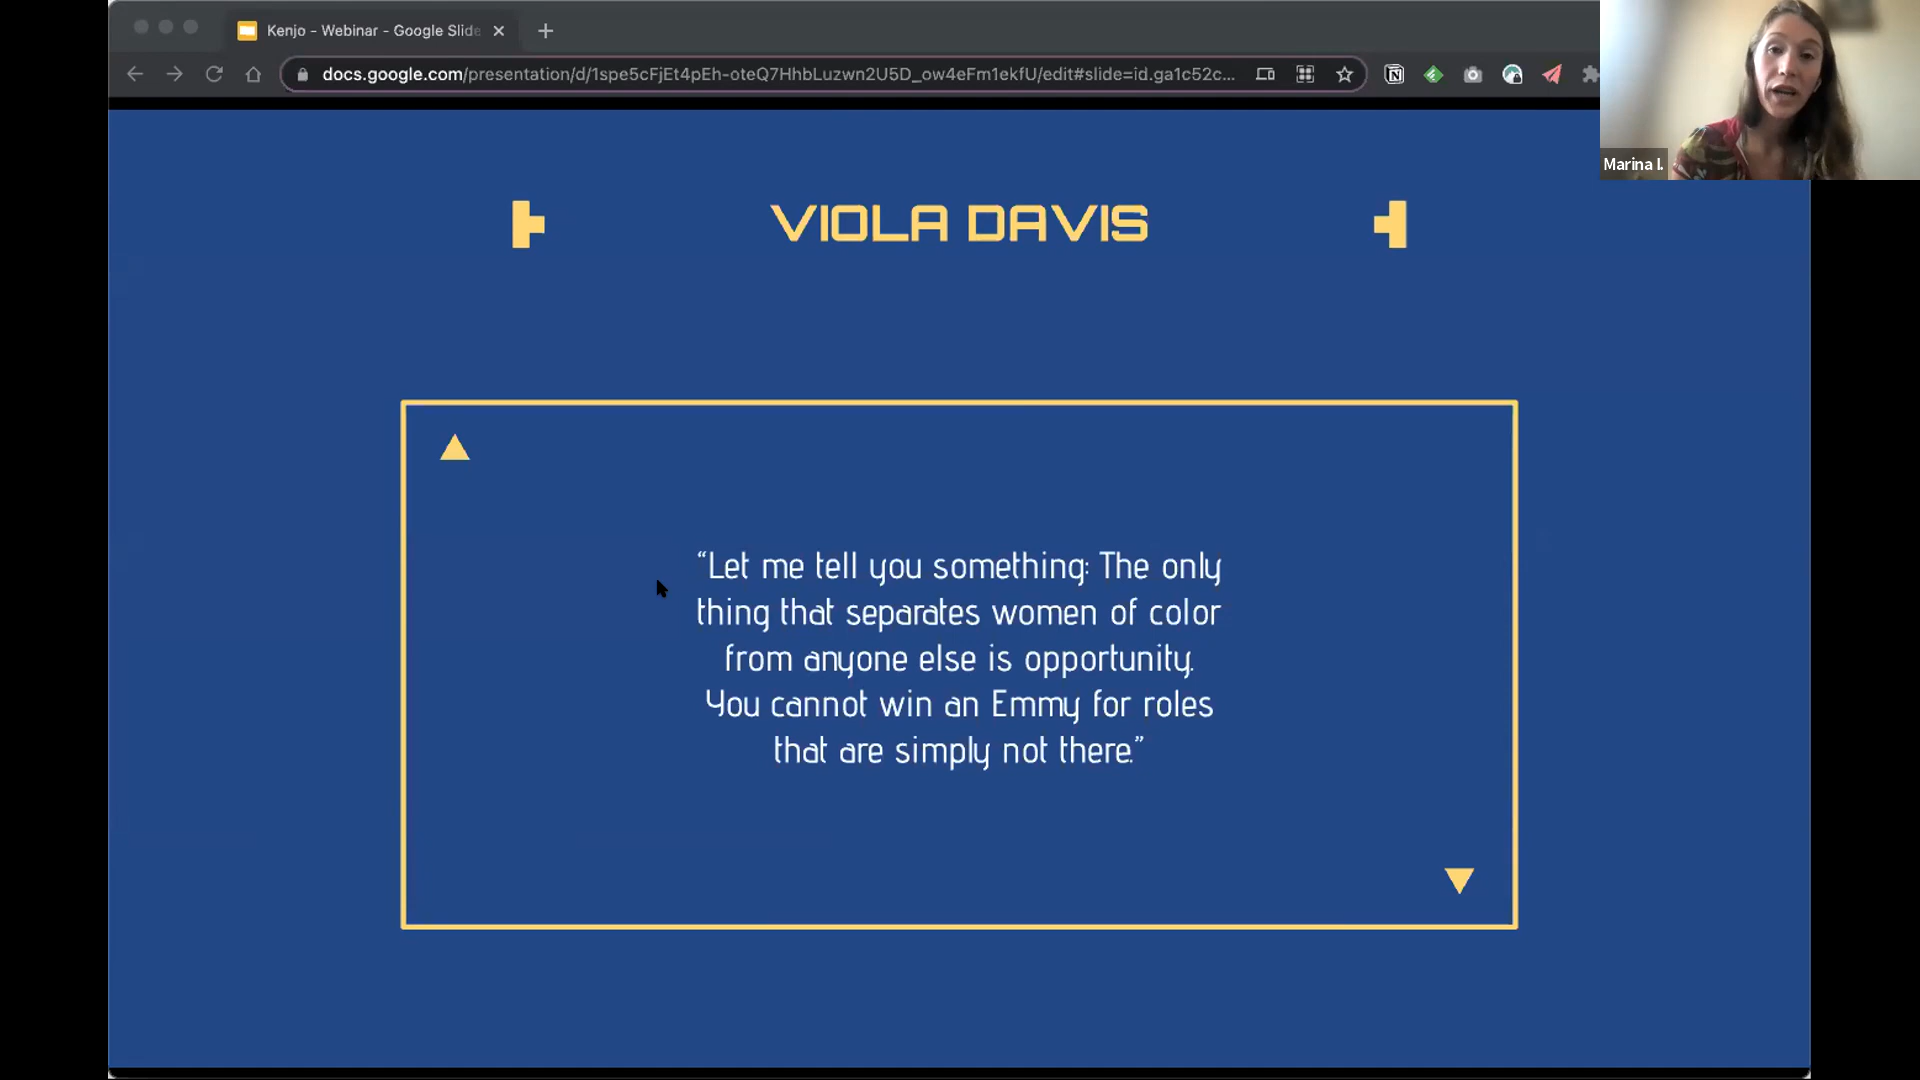 Kenjo - Webinar - Google Slide
docs.google.com/presentation/d/1spe5cFjEt4pEh-oteQ7HhbLuzwn2U5D_ow4eFm1ekfU/edit#slide=id.ga1c52c...
Marina I.
VIOLA DAVIS
“Let me tell you something: The only
thing that separates women of color
from anyone else is opportunity.
You cannot win an Emmy for roles
that are simply not there.”